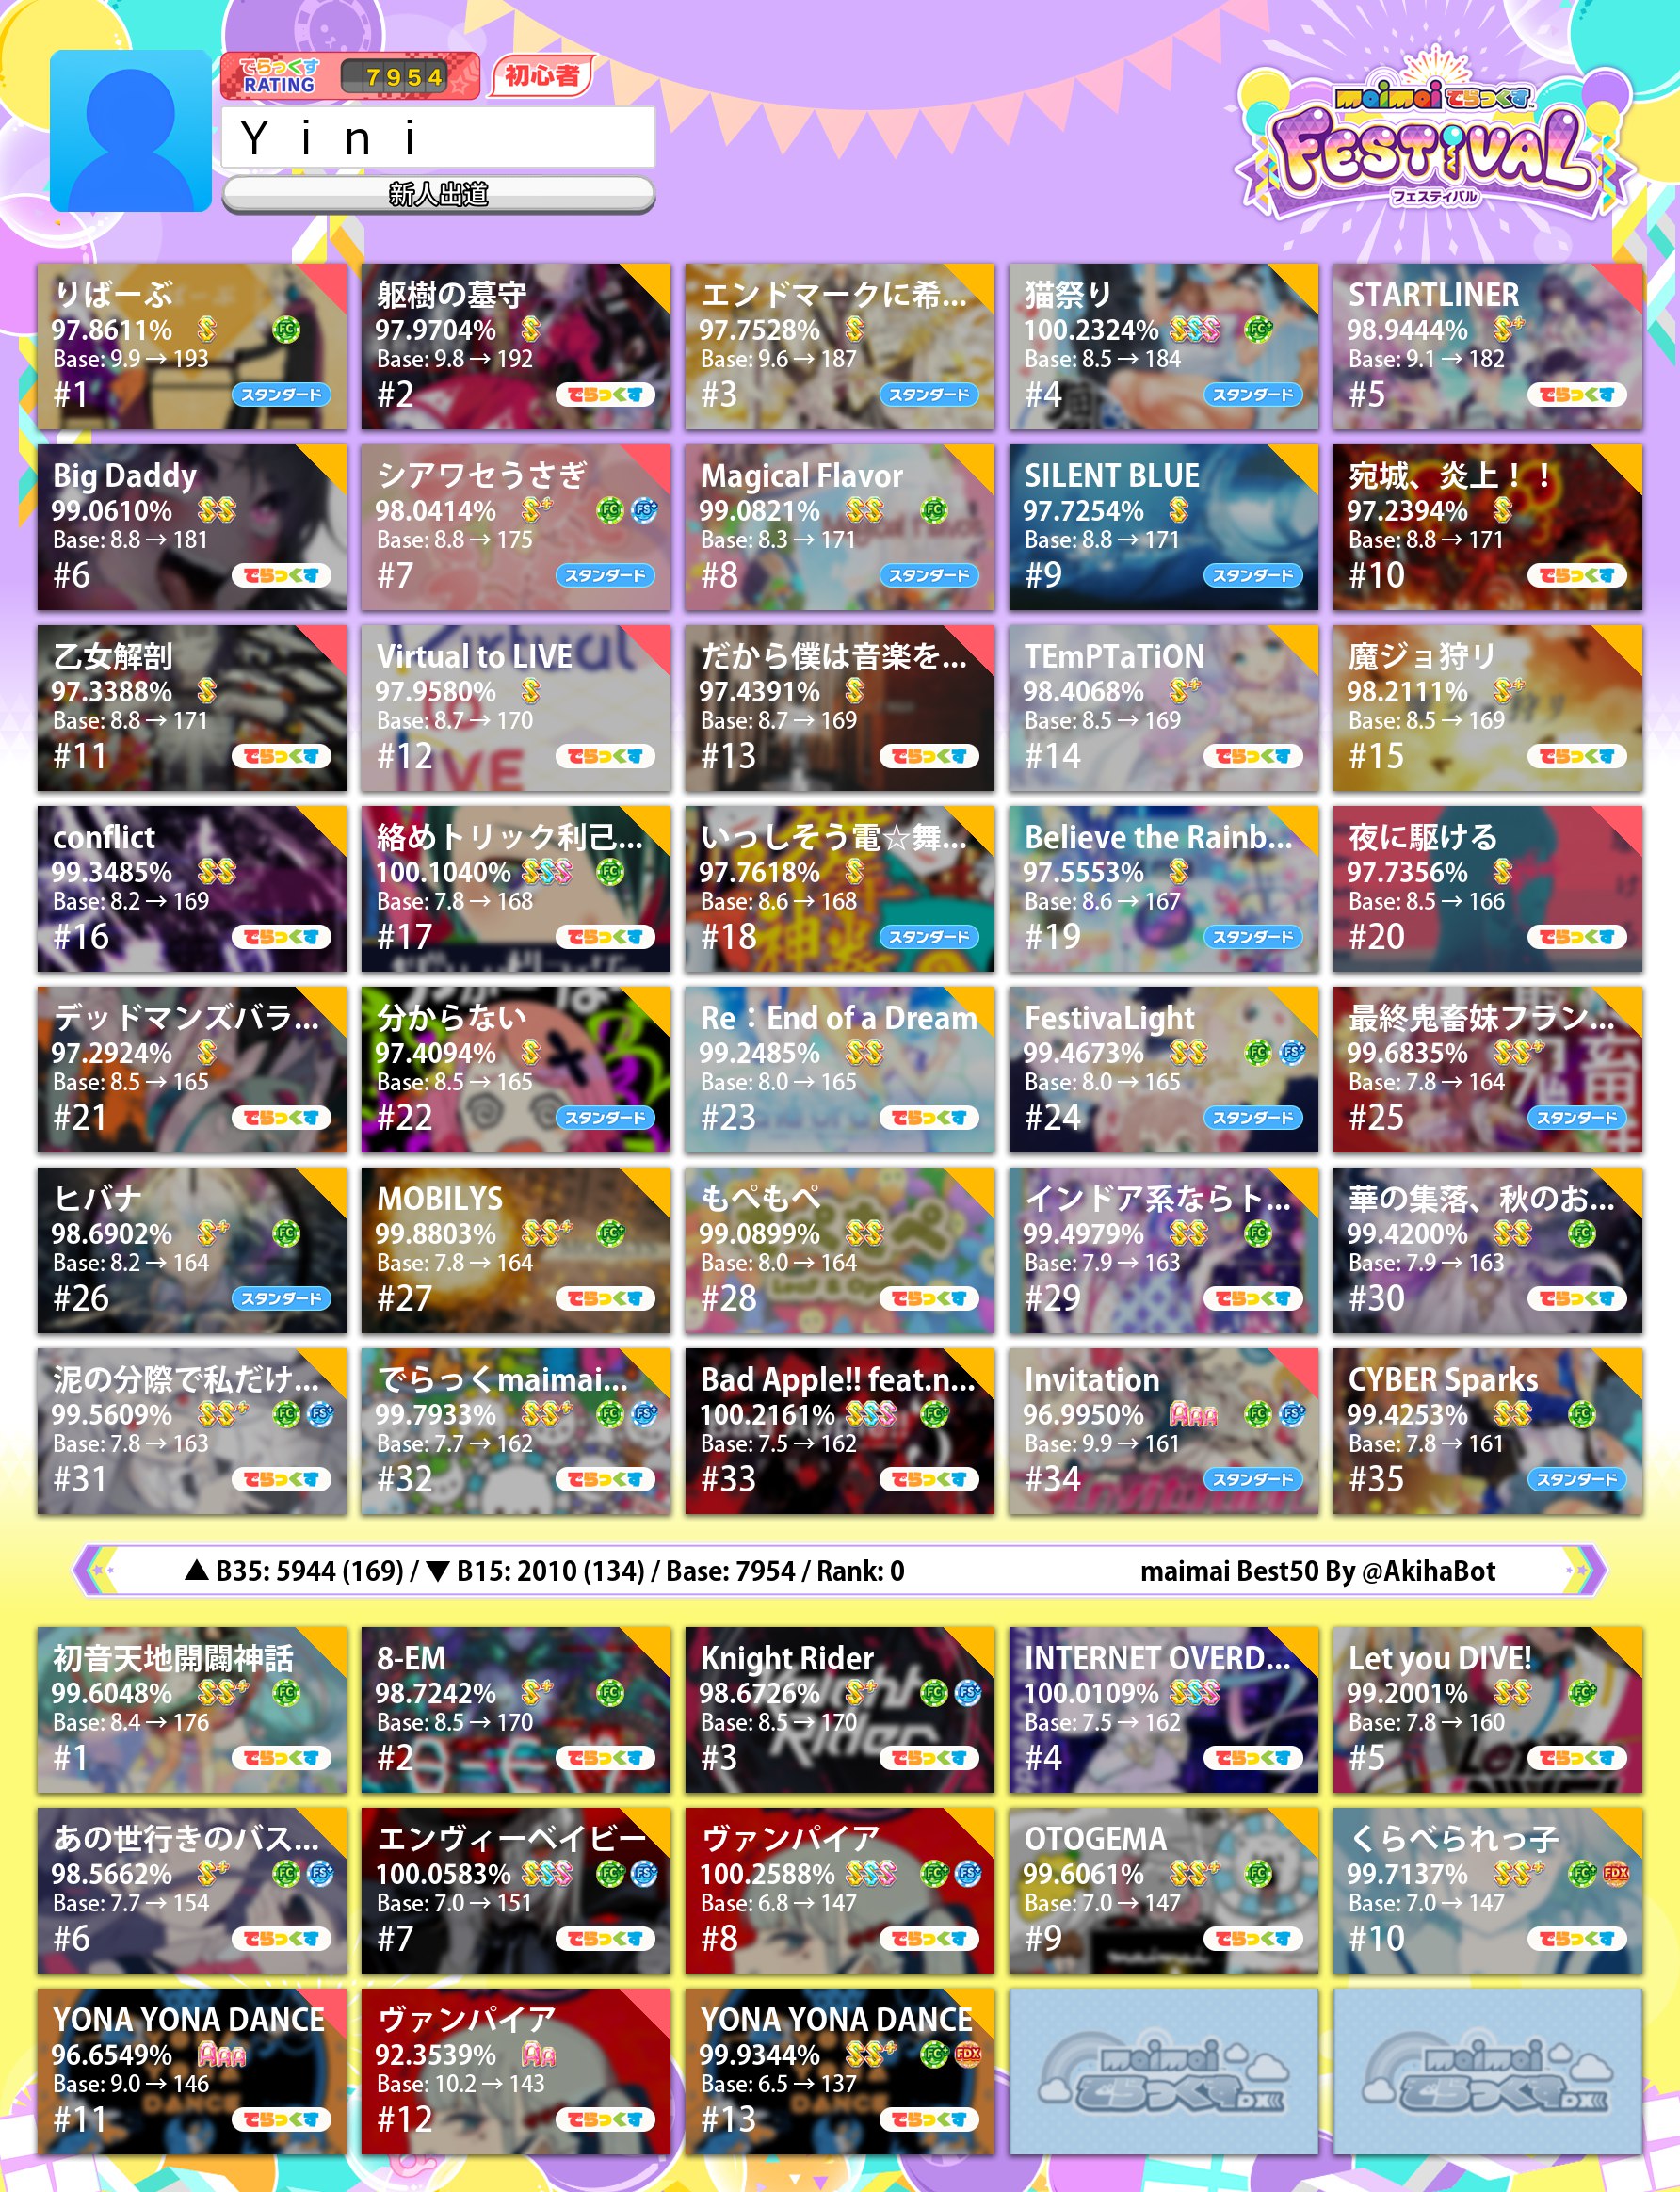 でらっくす
RATING
7954
初心者
Yini
新人出道
maimai でらっくす
FESTiVAL
フェスティバル
りばーぶ
97.8611% S FC
Base: 9.9 → 193
#1 スタンダード
躯樹の墓守
97.9704% S
Base: 9.8 → 192
#2 でらっくす
エンドマークに希...
97.7528% S
Base: 9.6 → 187
#3 スタンダード
猫祭り
100.2324% SSS FC+
Base: 8.5 → 184
#4 スタンダード
STARTLINER
98.9444% S+
Base: 9.1 → 182
#5 でらっくす
Big Daddy
99.0610% SS
Base: 8.8 → 181
#6 でらっくす
シアワセうさぎ
98.0414% S+ FC FS+
Base: 8.8 → 175
#7 スタンダード
Magical Flavor
99.0821% SS FC
Base: 8.3 → 171
#8 スタンダード
SILENT BLUE
97.7254% S
Base: 8.8 → 171
#9 スタンダード
宛城、炎上！！
97.2394% S
Base: 8.8 → 171
#10 でらっくす
乙女解剖
97.3388% S
Base: 8.8 → 171
#11 でらっくす
Virtual to LIVE
97.9580% S
Base: 8.7 → 170
#12 でらっくす
だから僕は音楽を...
97.4391% S
Base: 8.7 → 169
#13 でらっくす
TEmPTaTiON
98.4068% S+
Base: 8.5 → 169
#14 でらっくす
魔ジョ狩リ
98.2111% S+
Base: 8.5 → 169
#15 でらっくす
conflict
99.3485% SS
Base: 8.2 → 169
#16 でらっくす
絡めトリック利己...
100.1040% SSS FC
Base: 7.8 → 168
#17 でらっくす
いっしそう電☆舞...
97.7618% S
Base: 8.6 → 168
#18 スタンダード
Believe the Rainb...
97.5553% S
Base: 8.6 → 167
#19 スタンダード
夜に駆ける
97.7356% S
Base: 8.5 → 166
#20 でらっくす
デッドマンズバラ...
97.2924% S
Base: 8.5 → 165
#21 でらっくす
分からない
97.4094% S
Base: 8.5 → 165
#22 スタンダード
Re：End of a Dream
99.2485% SS
Base: 8.0 → 165
#23 でらっくす
FestivaLight
99.4673% SS FC FS+
Base: 8.0 → 165
#24 スタンダード
最終鬼畜妹フラン...
99.6835% SS+
Base: 7.8 → 164
#25 スタンダード
ヒバナ
98.6902% S+ FC
Base: 8.2 → 164
#26 スタンダード
MOBILYS
99.8803% SS+ FC+
Base: 7.8 → 164
#27 でらっくす
もぺもぺ
99.0899% SS
Base: 8.0 → 164
#28 でらっくす
インドア系ならト...
99.4979% SS FC
Base: 7.9 → 163
#29 でらっくす
華の集落、秋のお...
99.4200% SS FC
Base: 7.9 → 163
#30 でらっくす
泥の分際で私だけ...
99.5609% SS+ FC FS+
Base: 7.8 → 163
#31 でらっくす
でらっくmaimai...
99.7933% SS+ FC FS+
Base: 7.7 → 162
#32 でらっくす
Bad Apple!! feat.n...
100.2161% SSS FC+
Base: 7.5 → 162
#33 でらっくす
Invitation
96.9950% AAA FC FS+
Base: 9.9 → 161
#34 スタンダード
CYBER Sparks
99.4253% SS FC
Base: 7.8 → 161
#35 スタンダード
▲ B35: 5944 (169) / ▼ B15: 2010 (134) / Base: 7954 / Rank: 0
maimai Best50 By @AkihaBot
初音天地開闢神話
99.6048% SS+ FC
Base: 8.4 → 176
#1 でらっくす
8-EM
98.7242% S+ FC
Base: 8.5 → 170
#2 でらっくす
Knight Rider
98.6726% S+ FC FS+
Base: 8.5 → 170
#3 でらっくす
INTERNET OVERD...
100.0109% SSS
Base: 7.5 → 162
#4 でらっくす
Let you DIVE!
99.2001% SS FC+
Base: 7.8 → 160
#5 でらっくす
あの世行きのバス...
98.5662% S+ FC FS+
Base: 7.7 → 154
#6 でらっくす
エンヴィーベイビー
100.0583% SSS FC+ FS+
Base: 7.0 → 151
#7 でらっくす
ヴァンパイア
100.2588% SSS FC+ FS+
Base: 6.8 → 147
#8 でらっくす
OTOGEMA
99.6061% SS+ FC
Base: 7.0 → 147
#9 でらっくす
くらべられっ子
99.7137% SS+ FC+ FDX
Base: 7.0 → 147
#10 でらっくす
YONA YONA DANCE
96.6549% AAA
Base: 9.0 → 146
#11 でらっくす
ヴァンパイア
92.3539% AA
Base: 10.2 → 143
#12 でらっくす
YONA YONA DANCE
99.9344% SS+ FC+ FDX
Base: 6.5 → 137
#13 でらっくす
maimai でらっくす DX
maimai でらっくす DX